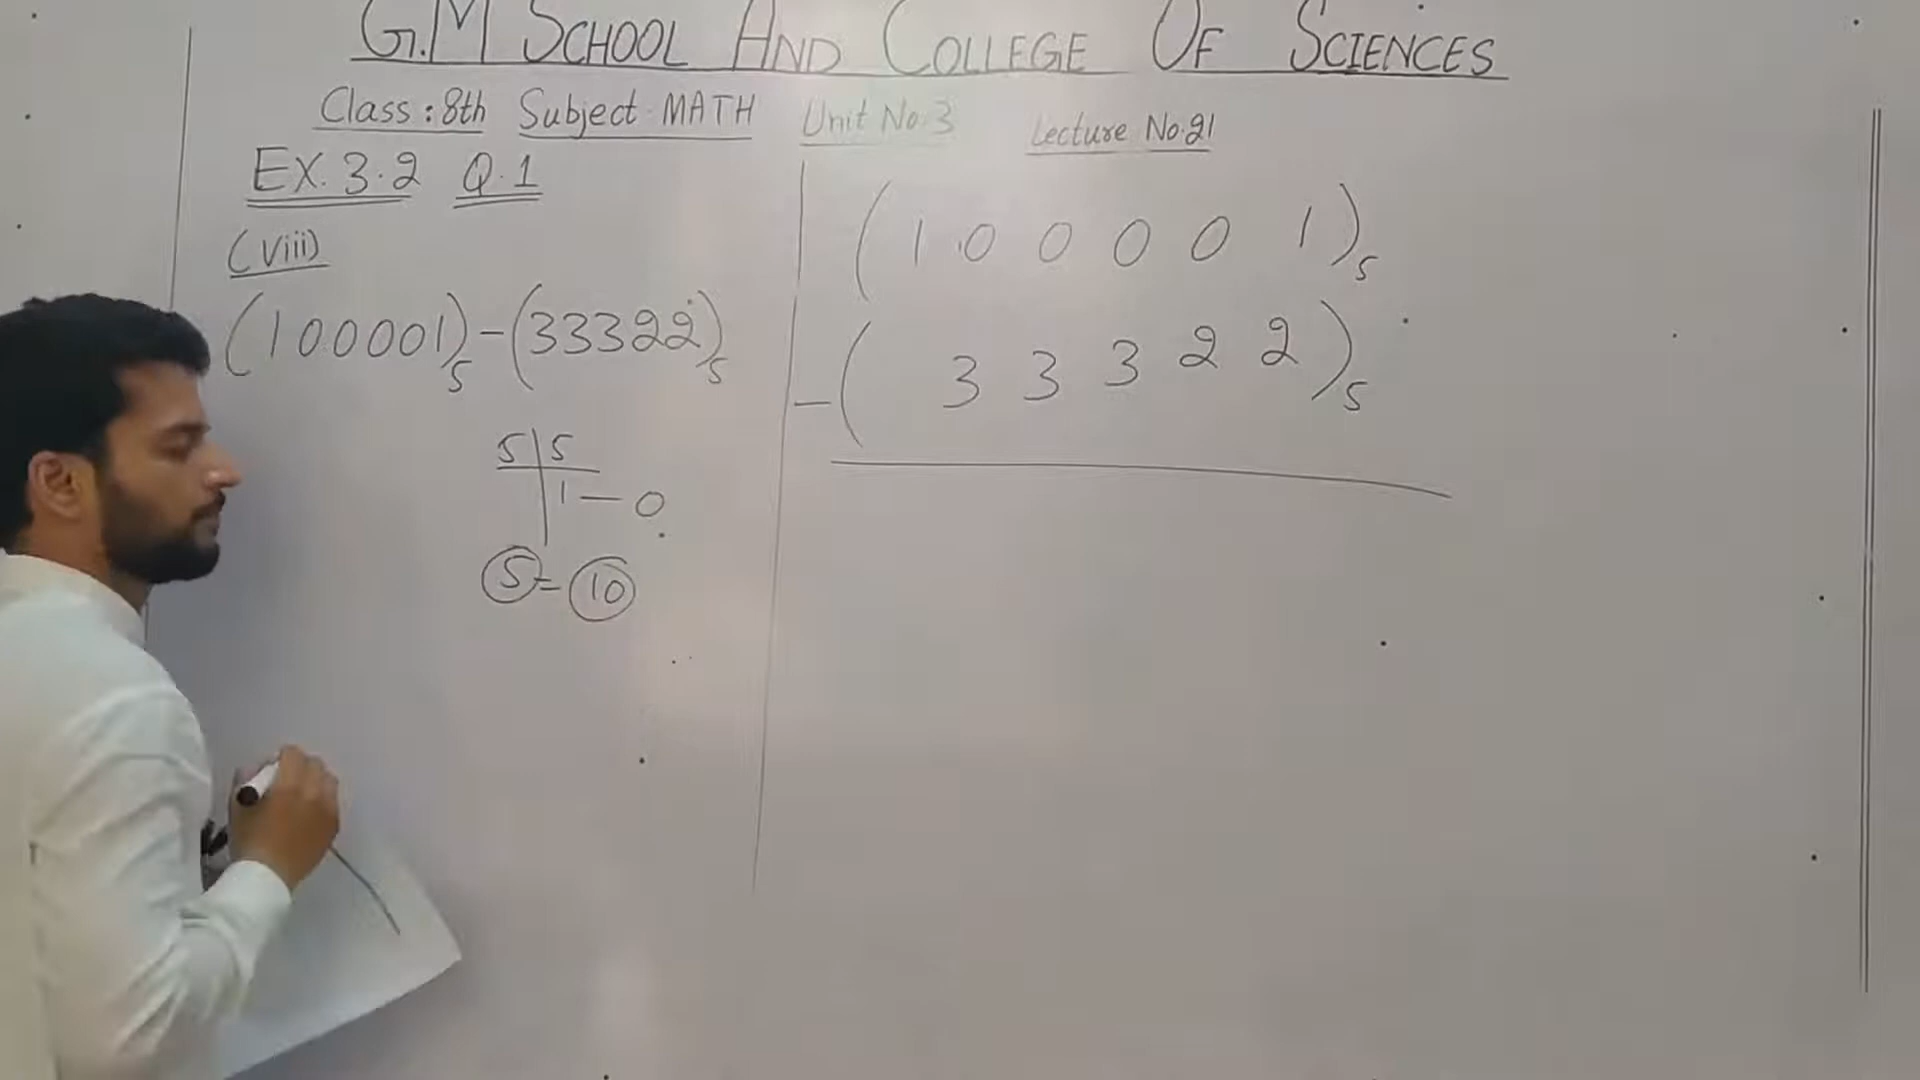 G.M SCHOOL AND COLLEGE OF SCIENCES
Class : 8th Subject MATH Unit No.3 Lecture No.21
EX. 3.2 Q.1
(viii)
(100001)₅ - (33322)₅
5 | 5
1 — 0
5 = 10
(1 0 0 0 0 1)₅
- (3 3 3 2 2)₅